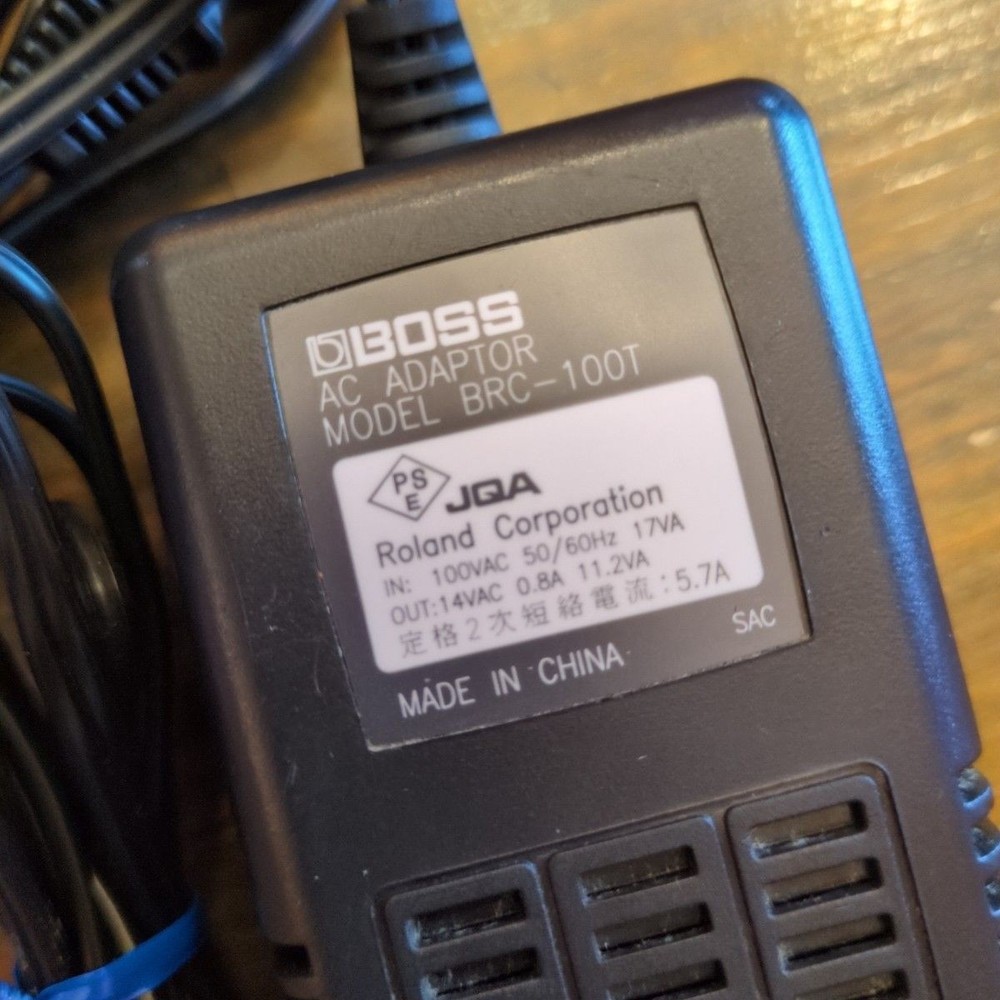 BOSS
AC ADAPTOR
MODEL BRC-100T
PS
E
JQA
Roland Corporation
IN: 100VAC 50/60Hz 17VA
OUT:14VAC 0.8A 11.2VA
定格2次短絡電流:5.7A
SAC
MADE IN CHINA